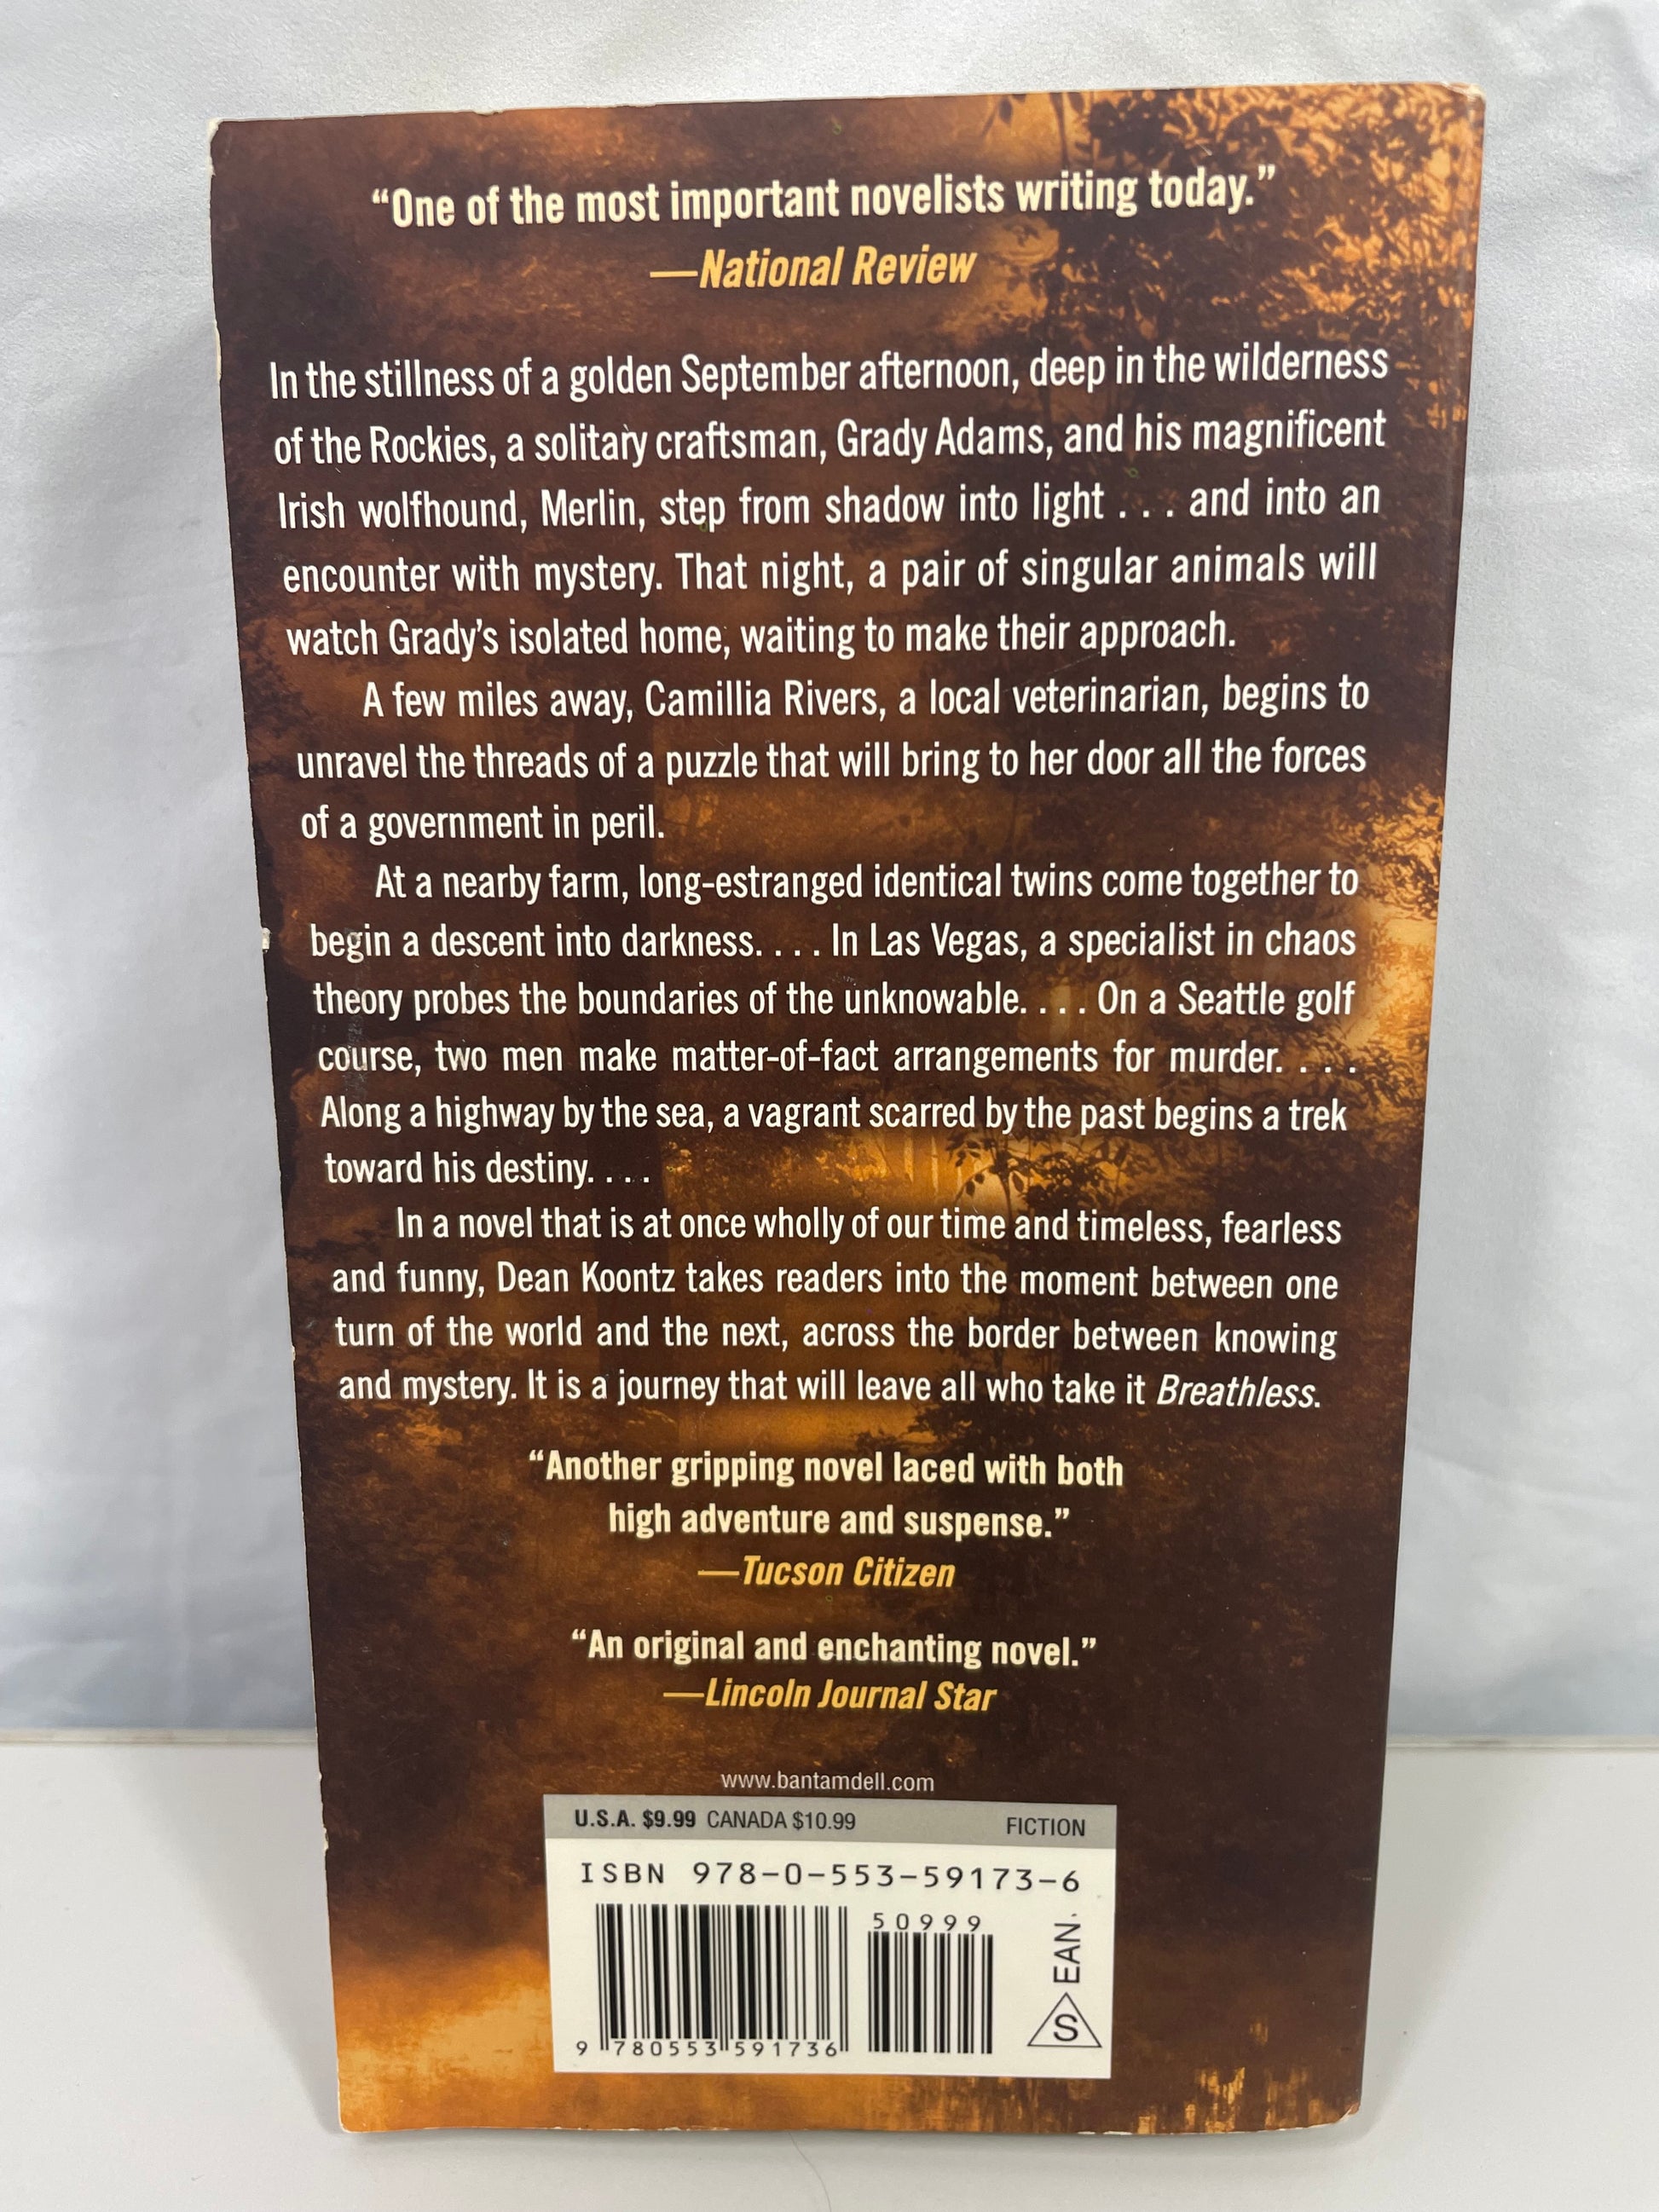 “One of the most important novelists writing today.”
—National Review
In the stillness of a golden September afternoon, deep in the wilderness
of the Rockies, a solitary craftsman, Grady Adams, and his magnificent
Irish wolfhound, Merlin, step from shadow into light . . . and into an
encounter with mystery. That night, a pair of singular animals will
watch Grady’s isolated home, waiting to make their approach.
A few miles away, Camillia Rivers, a local veterinarian, begins to
unravel the threads of a puzzle that will bring to her door all the forces
of a government in peril.
At a nearby farm, long-estranged identical twins come together to
begin a descent into darkness. . . . In Las Vegas, a specialist in chaos
theory probes the boundaries of the unknowable. . . . On a Seattle golf
course, two men make matter-of-fact arrangements for murder. . . .
Along a highway by the sea, a vagrant scarred by the past begins a trek
toward his destiny. . . .
In a novel that is at once wholly of our time and timeless, fearless
and funny, Dean Koontz takes readers into the moment between one
turn of the world and the next, across the border between knowing
and mystery. It is a journey that will leave all who take it Breathless.
“Another gripping novel laced with both
high adventure and suspense.”
—Tucson Citizen
“An original and enchanting novel.”
—Lincoln Journal Star
www.bantamdell.com
U.S.A. $9.99 CANADA $10.99 FICTION
ISBN 978-0-553-59173-6
50999
9 780553 591736
S EAN